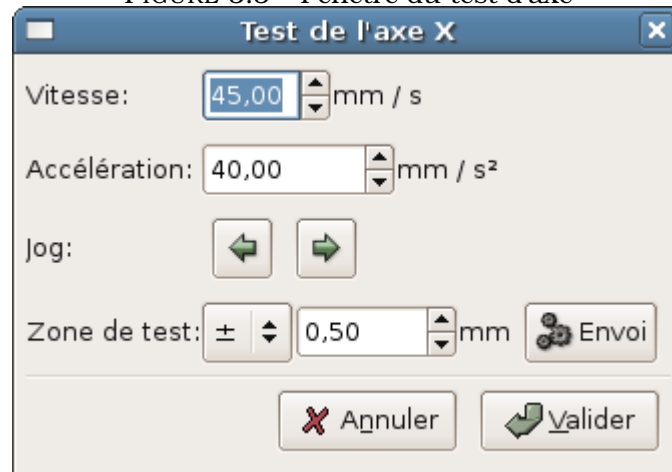 Test de l'axe X
Vitesse: 45,00 mm / s
Accélération: 40,00 mm / s²
Jog:
Zone de test: ± 0,50 mm Envoi
Annuler Valider